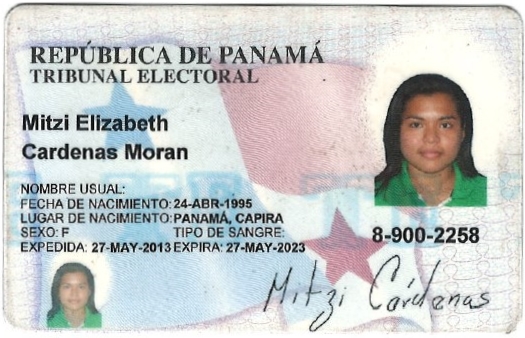 REPÚBLICA DE PANAMÁ
TRIBUNAL ELECTORAL
Mitzi Elizabeth
Cardenas Moran
NOMBRE USUAL:
FECHA DE NACIMIENTO: 24-ABR-1995
LUGAR DE NACIMIENTO: PANAMÁ, CAPIRA
SEXO: F TIPO DE SANGRE:
EXPEDIDA: 27-MAY-2013 EXPIRA: 27-MAY-2023
8-900-2258
Mitzi Cárdenas